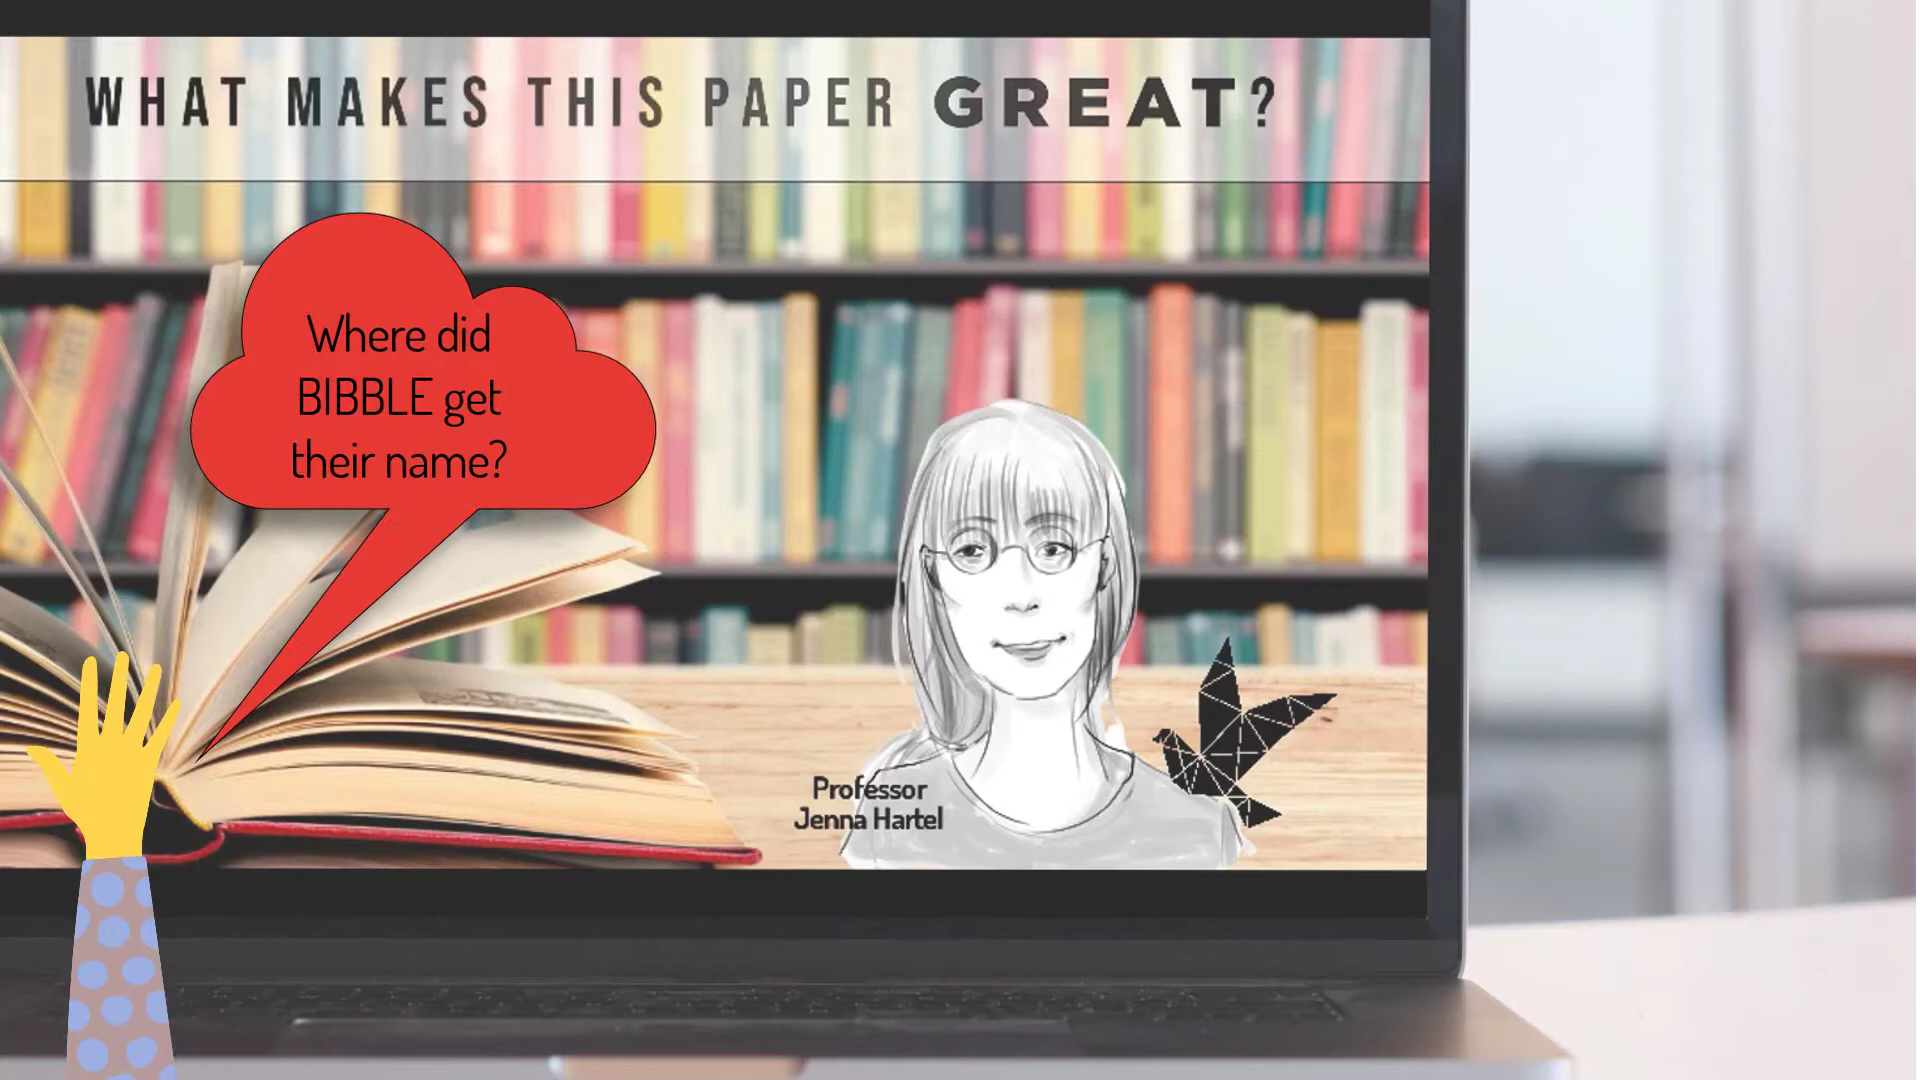 WHAT MAKES THIS PAPER GREAT?
Where did
BIBBLE get
their name?
Professor
Jenna Hartel